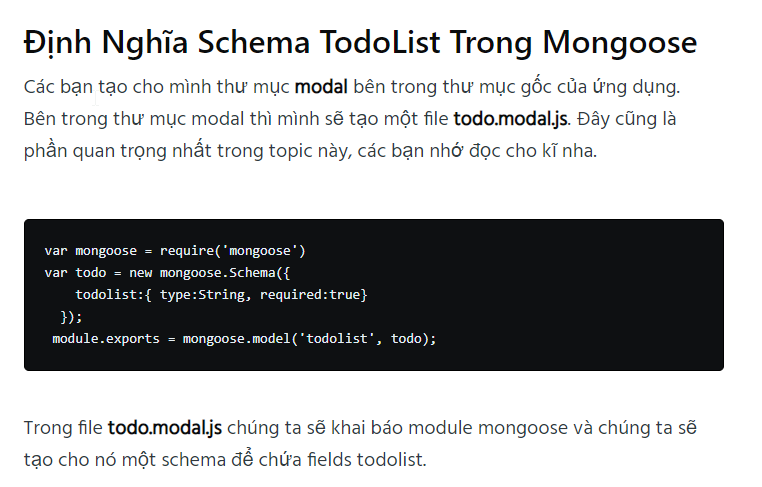 Định Nghĩa Schema TodoList Trong Mongoose
Các bạn tạo cho mình thư mục modal bên trong thư mục gốc của ứng dụng.
Bên trong thư mục modal thì mình sẽ tạo một file todo.modal.js. Đây cũng là
phần quan trọng nhất trong topic này, các bạn nhớ đọc cho kĩ nha.
var mongoose = require('mongoose')
var todo = new mongoose.Schema({
    todolist:{ type:String, required:true}
  });
 module.exports = mongoose.model('todolist', todo);
Trong file todo.modal.js chúng ta sẽ khai báo module mongoose và chúng ta sẽ
tạo cho nó một schema để chứa fields todolist.